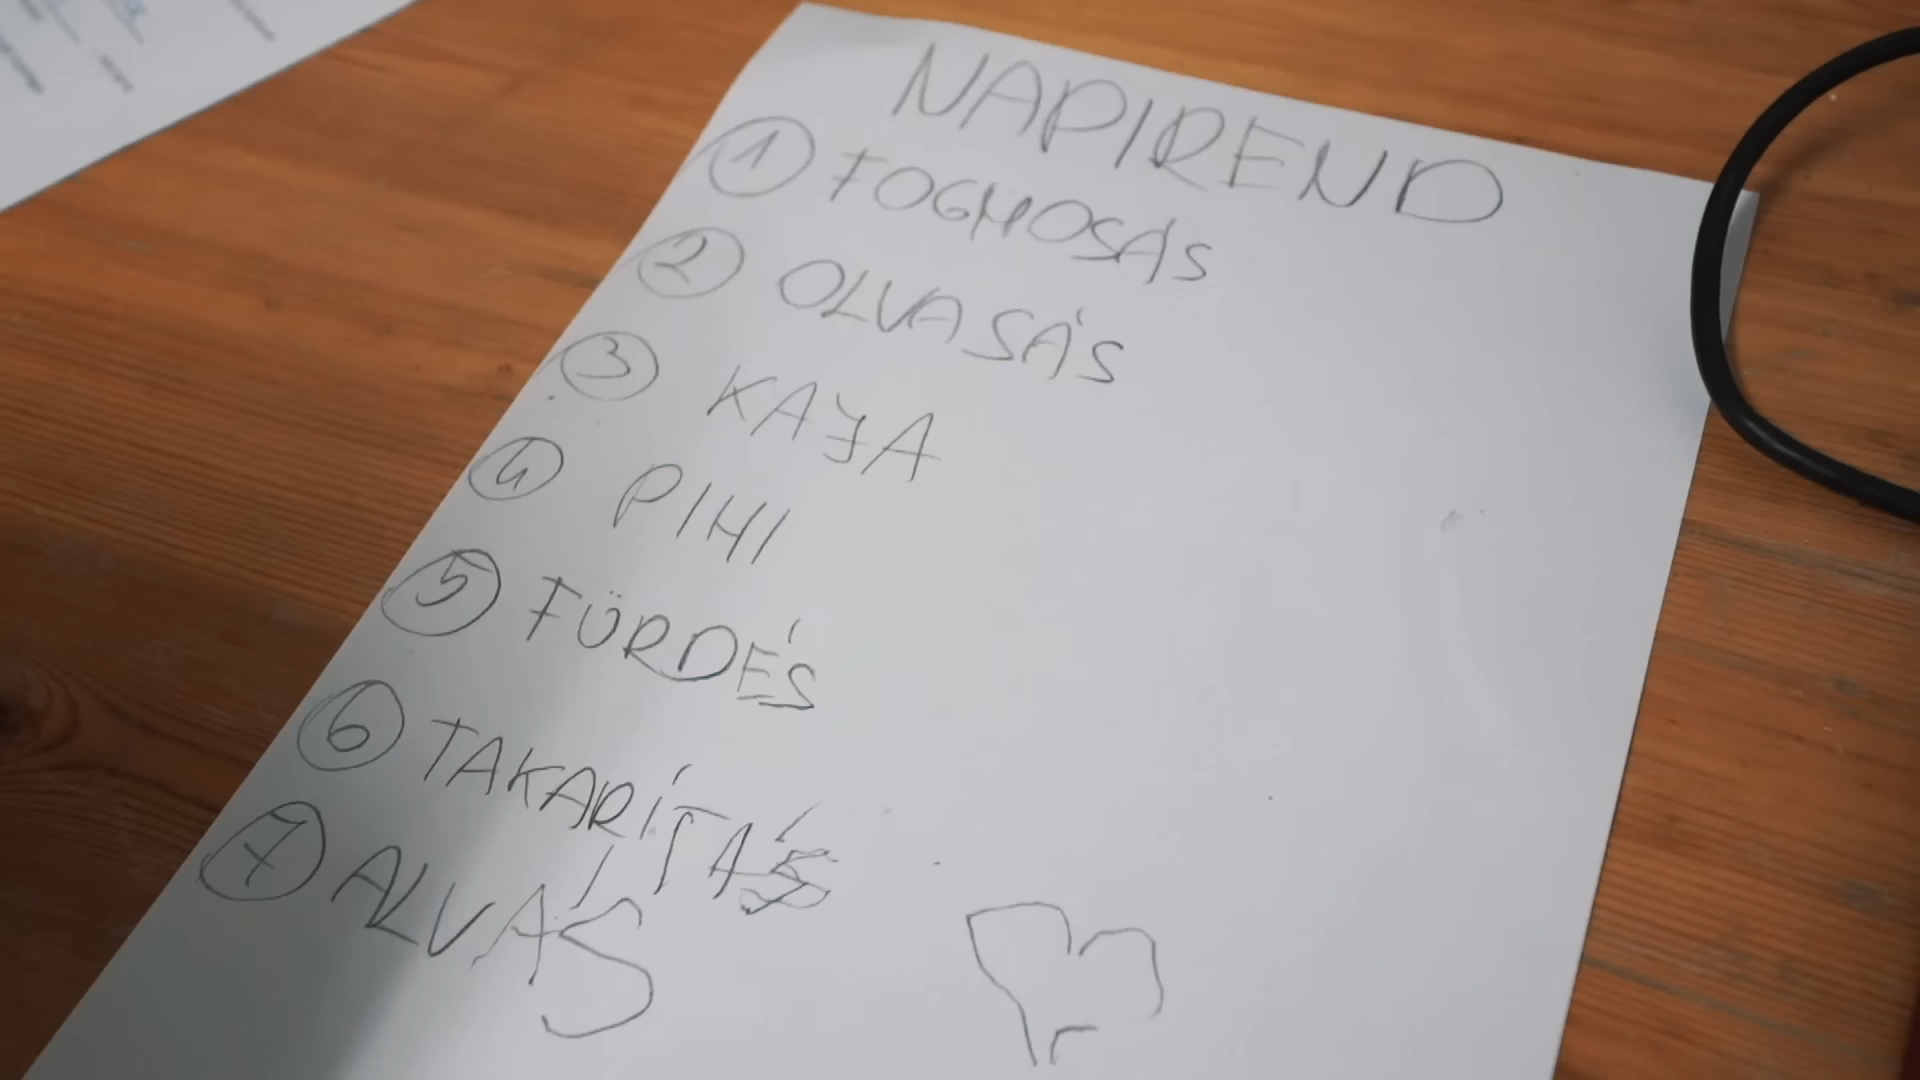 NAPIREND
1 FOGMOSÁS
2 OLVASÁS
3 KAJA
4 PIHI
5 FÜRDÉS
6 TAKARÍTÁS
7 ALVÁS